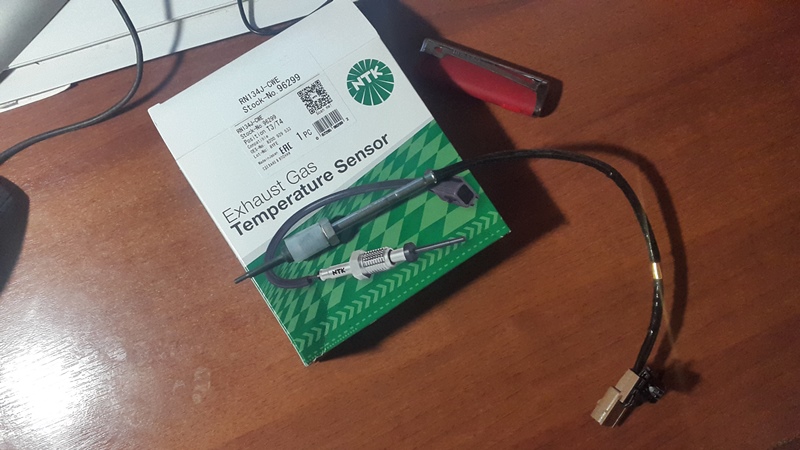 RN134J-CWE
Stock-No. 96299
NTK
RN134J-CWE
Stock-No. 96299
Position T3/T4
1 PC
EAC
Exhaust Gas
Temperature Sensor
NTK